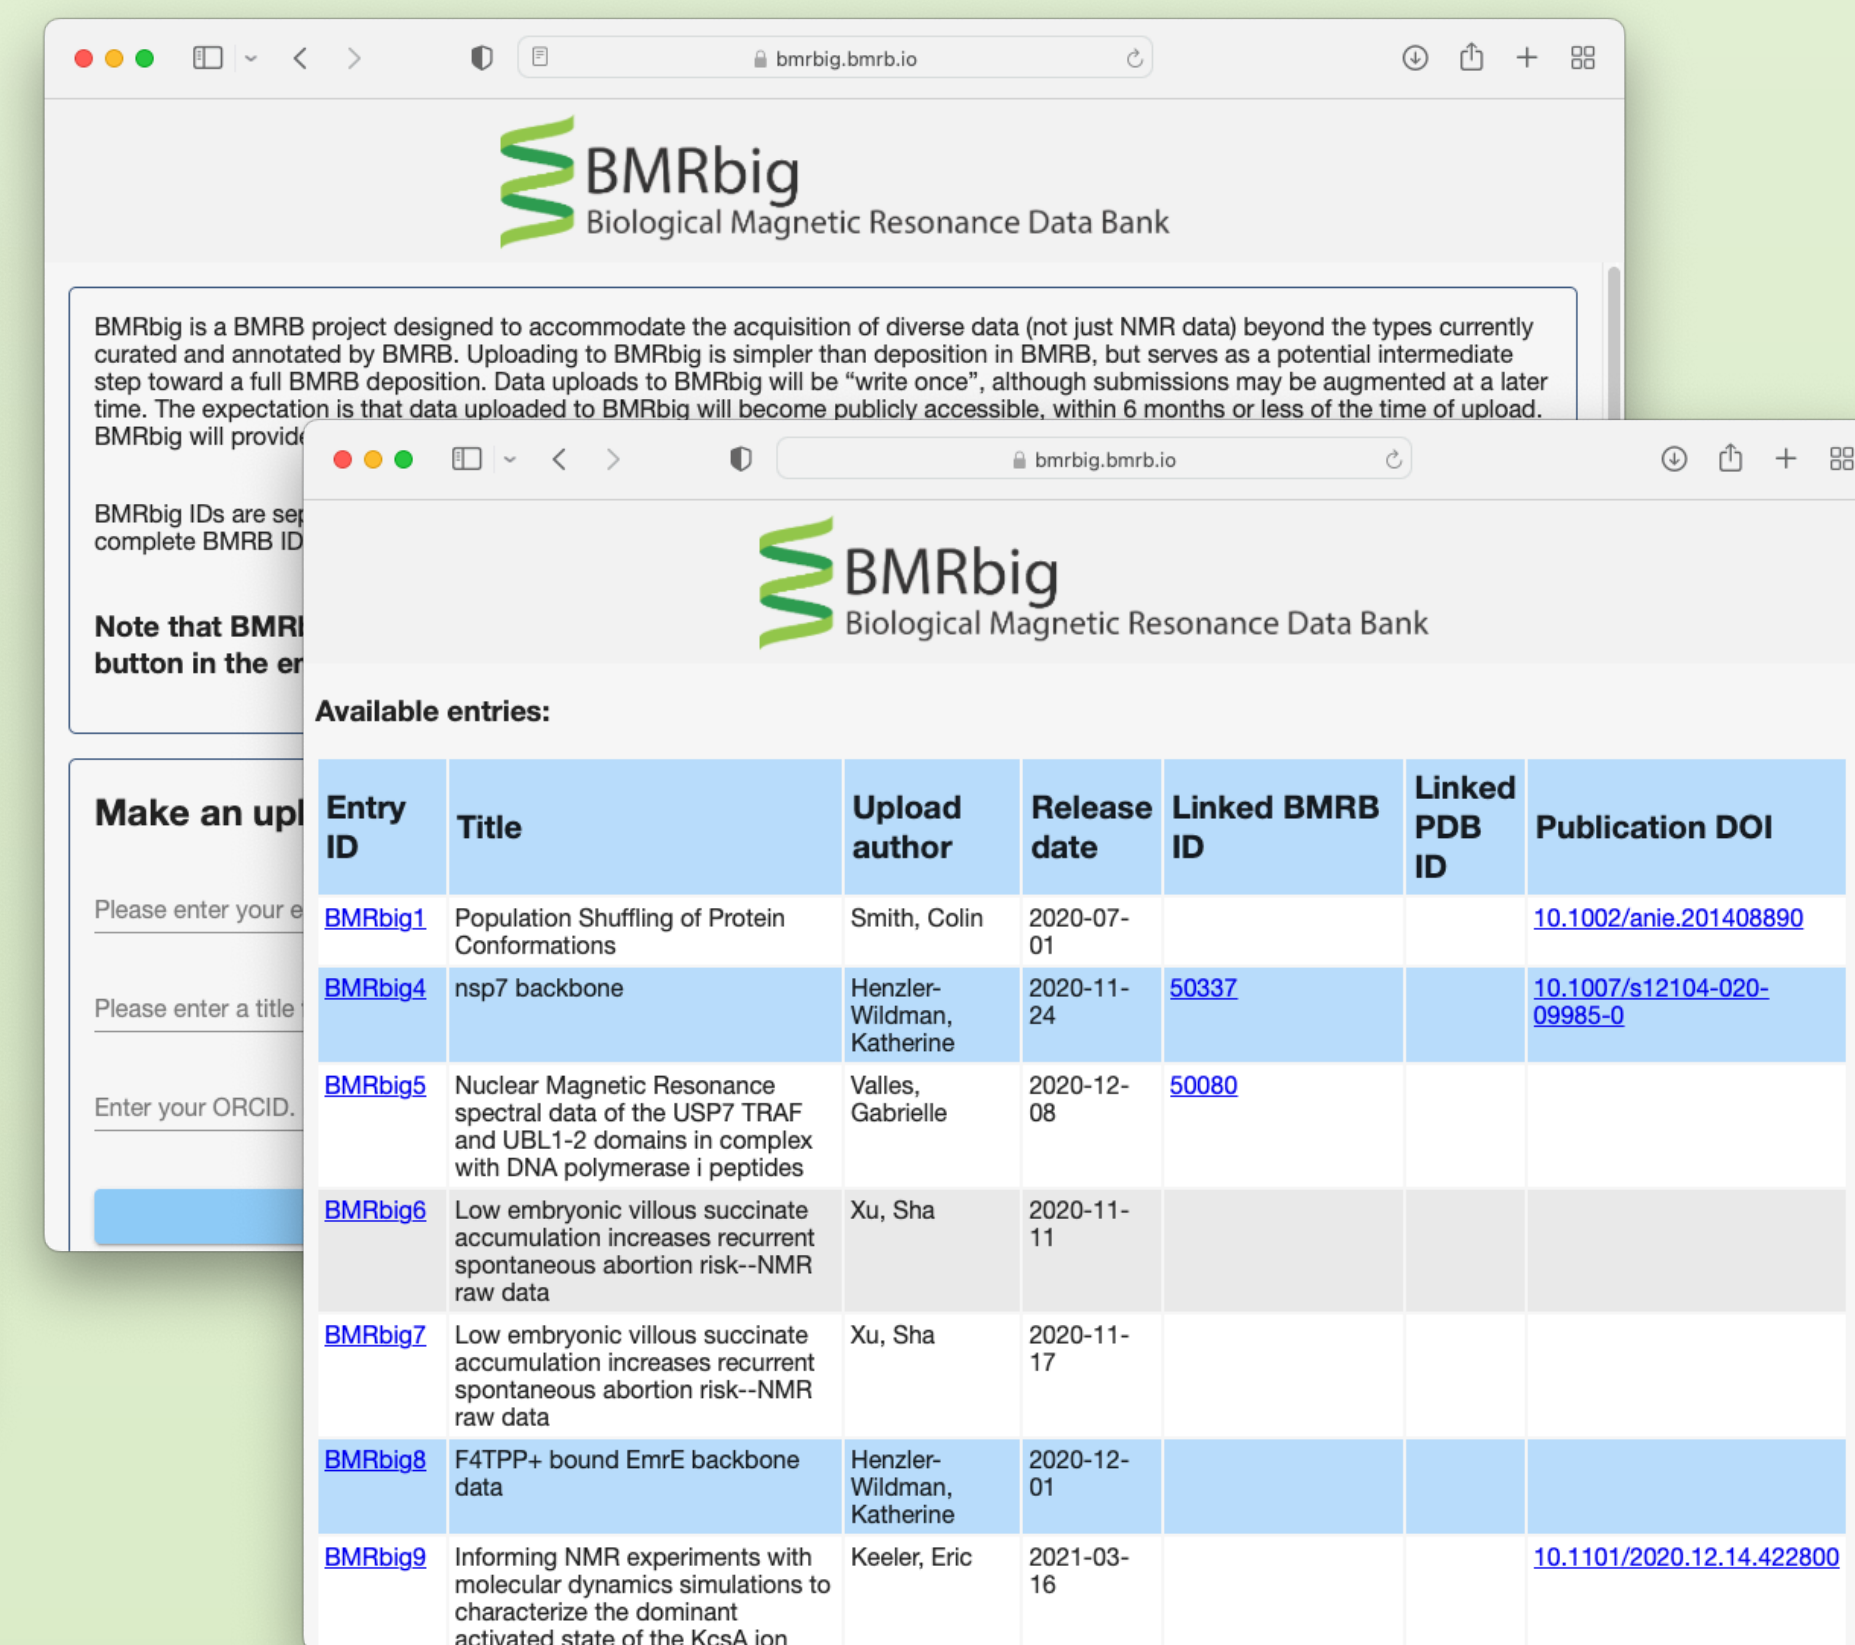 bmrbig.bmrb.io
BMRbig
Biological Magnetic Resonance Data Bank
BMRbig is a BMRB project designed to accommodate the acquisition of diverse data (not just NMR data) beyond the types currently
curated and annotated by BMRB. Uploading to BMRbig is simpler than deposition in BMRB, but serves as a potential intermediate
step toward a full BMRB deposition. Data uploads to BMRbig will be “write once”, although submissions may be augmented at a later
time. The expectation is that data uploaded to BMRbig will become publicly accessible, within 6 months or less of the time of upload.
BMRbig will
BMRbig IDs are
complete BMRB ID
Note that
button in the
Make an
Please enter your
Please enter a title
Enter your ORCID.
bmrbig.bmrb.io
BMRbig
Biological Magnetic Resonance Data Bank
Available entries:
Entry
ID
Title
Upload
author
Release
date
Linked BMRB
ID
Linked
PDB
ID
Publication DOI
BMRbig1
Population Shuffling of Protein
Conformations
Smith, Colin
2020-07-
01
10.1002/anie.201408890
BMRbig4
nsp7 backbone
Henzler-
Wildman,
Katherine
2020-11-
24
50337
10.1007/s12104-020-
09985-0
BMRbig5
Nuclear Magnetic Resonance
spectral data of the USP7 TRAF
and UBL1-2 domains in complex
with DNA polymerase i peptides
Valles,
Gabrielle
2020-12-
08
50080
BMRbig6
Low embryonic villous succinate
accumulation increases recurrent
spontaneous abortion risk--NMR
raw data
Xu, Sha
2020-11-
11
BMRbig7
Low embryonic villous succinate
accumulation increases recurrent
spontaneous abortion risk--NMR
raw data
Xu, Sha
2020-11-
17
BMRbig8
F4TPP+ bound EmrE backbone
data
Henzler-
Wildman,
Katherine
2020-12-
01
BMRbig9
Informing NMR experiments with
molecular dynamics simulations to
characterize the dominant
activated state of the KcsA ion
Keeler, Eric
2021-03-
16
10.1101/2020.12.14.422800